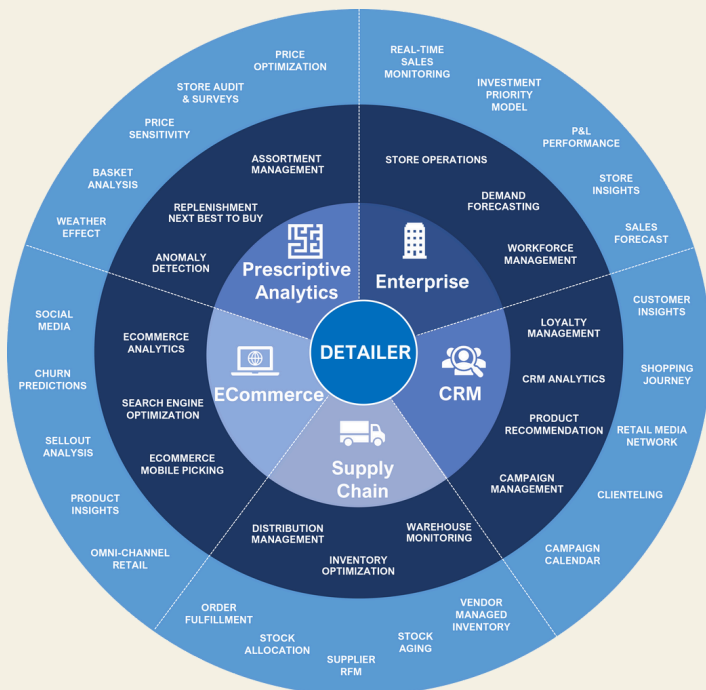 PRICE
OPTIMIZATION
STORE AUDIT
& SURVEYS
PRICE
SENSITIVITY
BASKET
ANALYSIS
WEATHER
EFFECT
ASSORTMENT
MANAGEMENT
REPLENISHMENT
NEXT BEST TO BUY
ANOMALY
DETECTION
Prescriptive
Analytics
REAL-TIME
SALES
MONITORING
INVESTMENT
PRIORITY
MODEL
P&L
PERFORMANCE
STORE
INSIGHTS
SALES
FORECAST
STORE OPERATIONS
DEMAND
FORECASTING
WORKFORCE
MANAGEMENT
Enterprise
DETAILER
CUSTOMER
INSIGHTS
SHOPPING
JOURNEY
RETAIL MEDIA
NETWORK
CLIENTELING
CAMPAIGN
CALENDAR
LOYALTY
MANAGEMENT
CRM ANALYTICS
PRODUCT
RECOMMENDATION
CAMPAIGN
MANAGEMENT
CRM
Supply
Chain
DISTRIBUTION
MANAGEMENT
INVENTORY
OPTIMIZATION
WAREHOUSE
MONITORING
ORDER
FULFILLMENT
STOCK
ALLOCATION
SUPPLIER
RFM
STOCK
AGING
VENDOR
MANAGED
INVENTORY
ECommerce
ECOMMERCE
ANALYTICS
SEARCH ENGINE
OPTIMIZATION
ECOMMERCE
MOBILE PICKING
SOCIAL
MEDIA
CHURN
PREDICTIONS
SELLOUT
ANALYSIS
PRODUCT
INSIGHTS
OMNI-CHANNEL
RETAIL